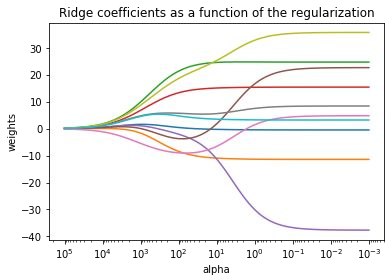 Ridge coefficients as a function of the regularization
weights
30
20
10
0
−10
−20
−30
−40
10⁵ 10⁴ 10³ 10² 10¹ 10⁰ 10⁻¹ 10⁻² 10⁻³
alpha